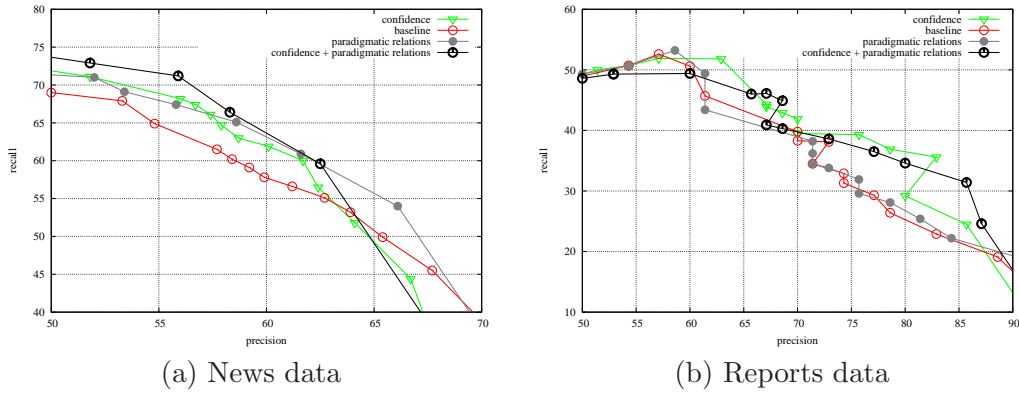 confidence
baseline
paradigmatic relations
confidence + paradigmatic relations
80
75
70
65
60
55
50
45
40
recall
50 55 60 65 70
precision
(a) News data
confidence
baseline
paradigmatic relations
confidence + paradigmatic relations
60
50
40
30
20
10
recall
50 55 60 65 70 75 80 85 90
precision
(b) Reports data